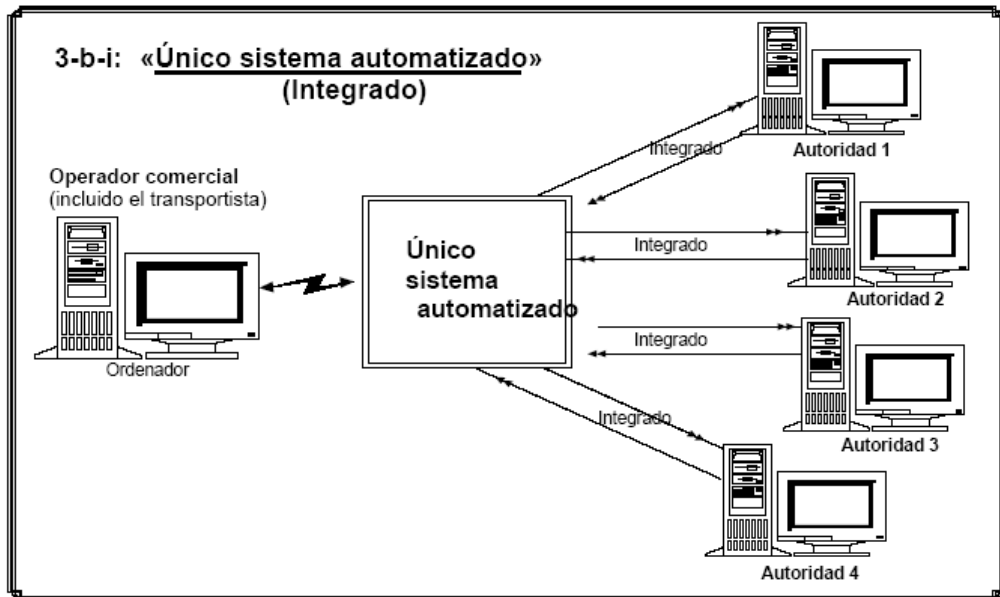 3-b-i: «Único sistema automatizado»
(Integrado)
Operador comercial
(incluido el transportista)
Ordenador
Único
sistema
automatizado
Integrado
Autoridad 1
Integrado
Autoridad 2
Integrado
Autoridad 3
Integrado
Autoridad 4